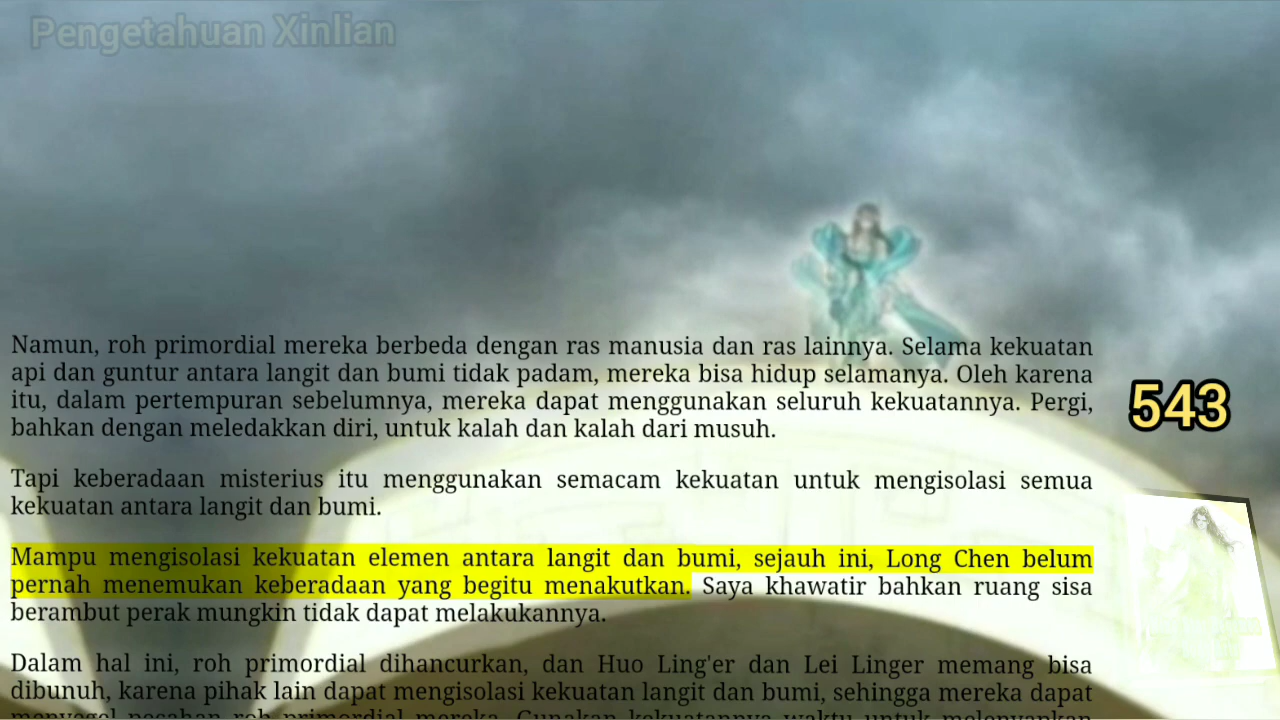 Pengetahuan Xinlian
Namun, roh primordial mereka berbeda dengan ras manusia dan ras lainnya. Selama kekuatan
api dan guntur antara langit dan bumi tidak padam, mereka bisa hidup selamanya. Oleh karena
itu, dalam pertempuran sebelumnya, mereka dapat menggunakan seluruh kekuatannya. Pergi,
bahkan dengan meledakkan diri, untuk kalah dan kalah dari musuh.
543
Tapi keberadaan misterius itu menggunakan semacam kekuatan untuk mengisolasi semua
kekuatan antara langit dan bumi.
Mampu mengisolasi kekuatan elemen antara langit dan bumi, sejauh ini, Long Chen belum
pernah menemukan keberadaan yang begitu menakutkan. Saya khawatir bahkan ruang sisa
berambut perak mungkin tidak dapat melakukannya.
Dalam hal ini, roh primordial dihancurkan, dan Huo Ling'er dan Lei Linger memang bisa
dibunuh, karena pihak lain dapat mengisolasi kekuatan langit dan bumi, sehingga mereka dapat